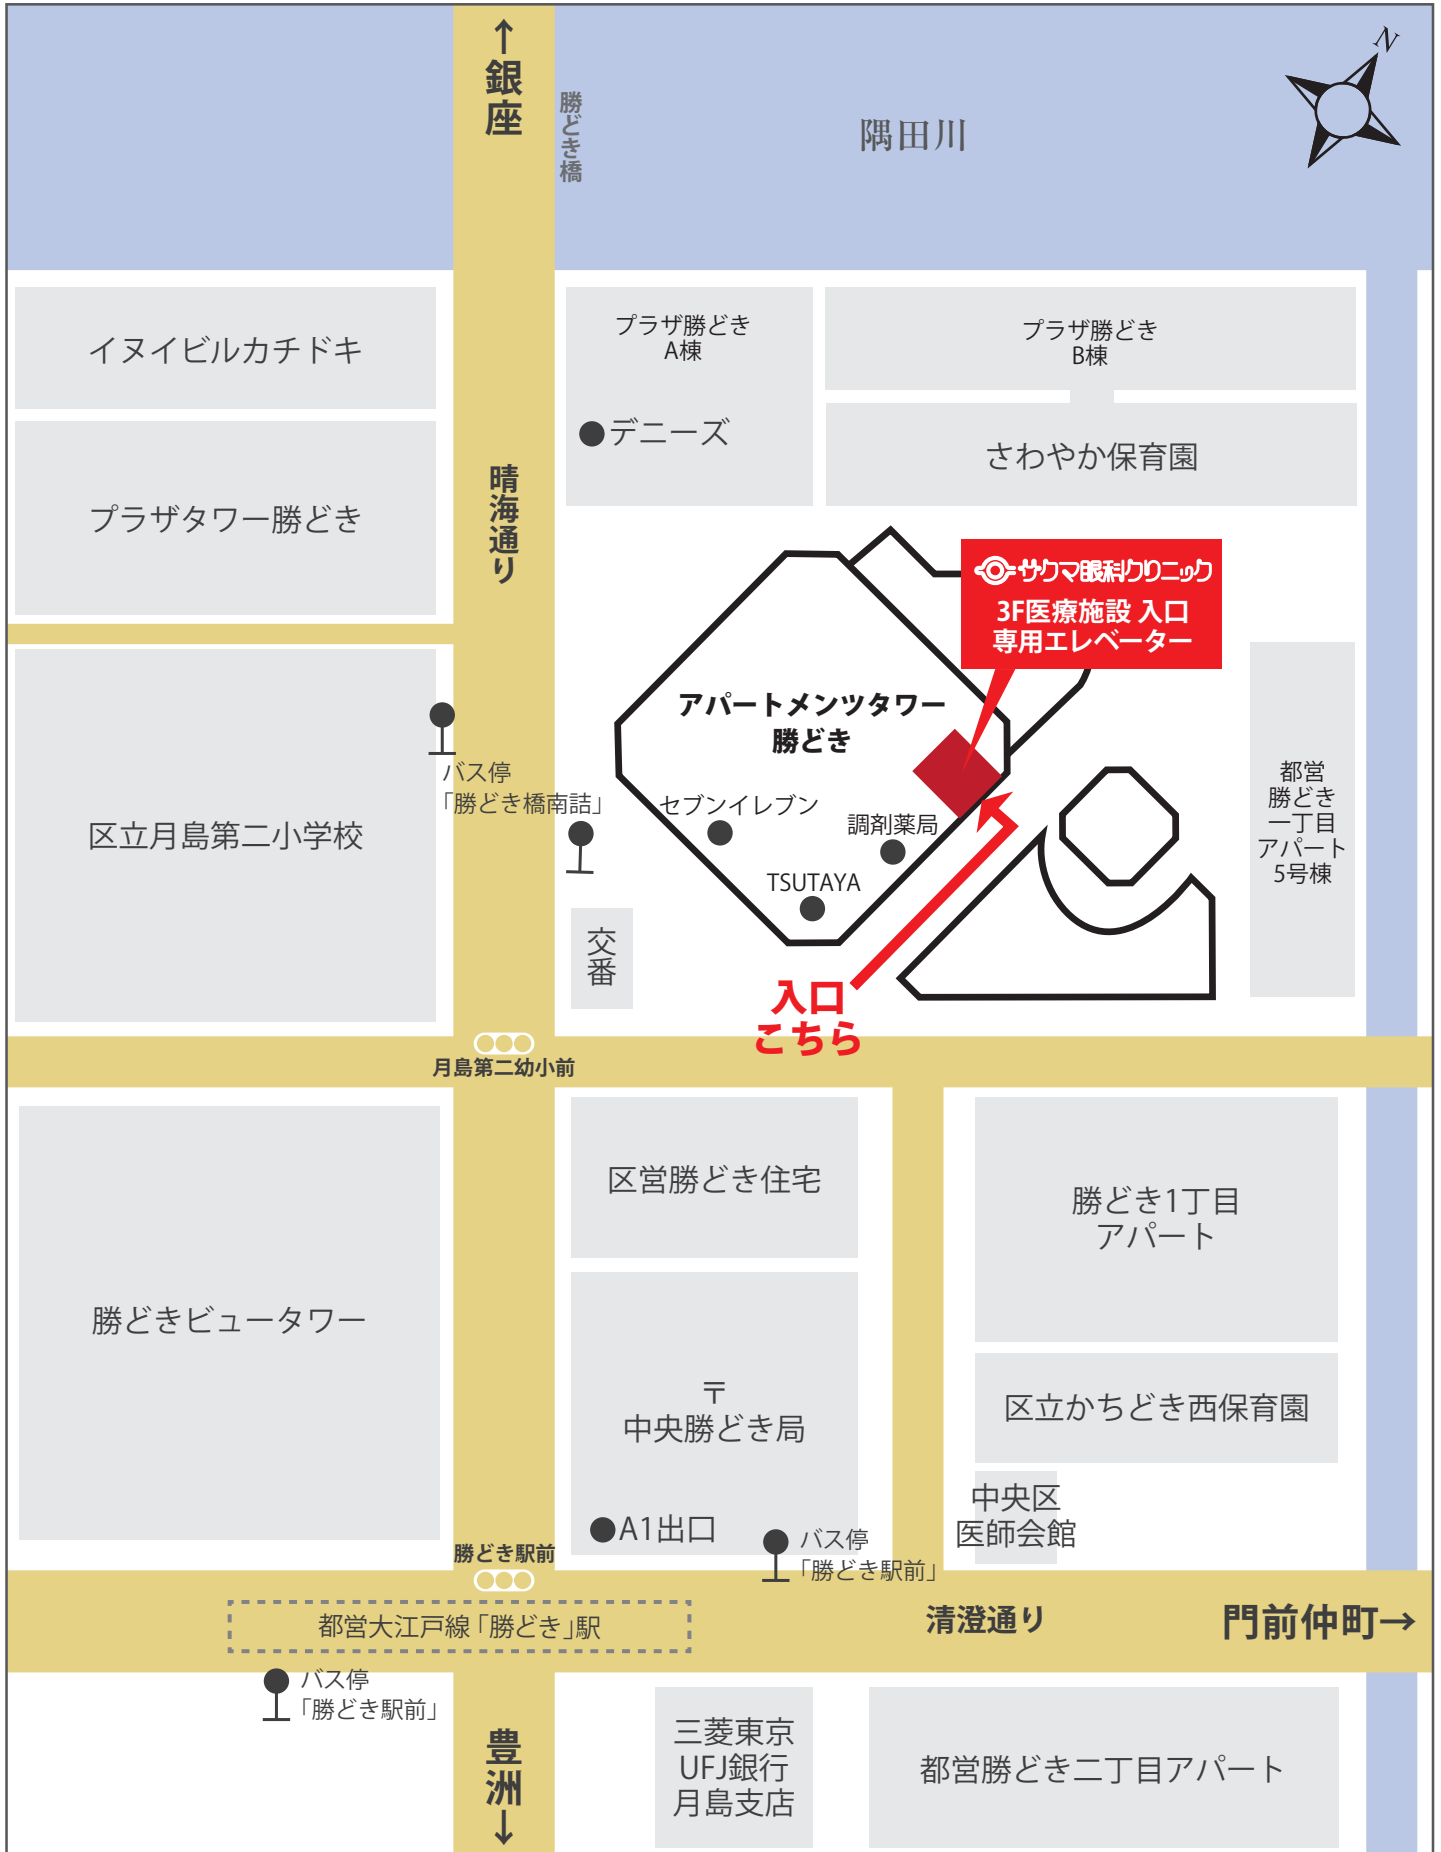 ↑銀座
勝どき橋
隅田川
N
イヌイビルカチドキ
プラザ勝どき
A棟
プラザ勝どき
B棟
デニーズ
さわやか保育園
プラザタワー勝どき
晴海通り
サクマ眼科クリニック
3F医療施設 入口
専用エレベーター
アパートメンツタワー
勝どき
バス停
「勝どき橋南詰」
セブンイレブン
調剤薬局
TSUTAYA
都営
勝どき
一丁目
アパート
5号棟
区立月島第二小学校
交番
入口
こちら
月島第二幼小前
区営勝どき住宅
勝どき1丁目
アパート
勝どきビュータワー
〒
中央勝どき局
区立かちどき西保育園
A1出口
中央区
医師会館
バス停
「勝どき駅前」
勝どき駅前
都営大江戸線「勝どき」駅
清澄通り
門前仲町→
バス停
「勝どき駅前」
豊洲↓
三菱東京
UFJ銀行
月島支店
都営勝どき二丁目アパート